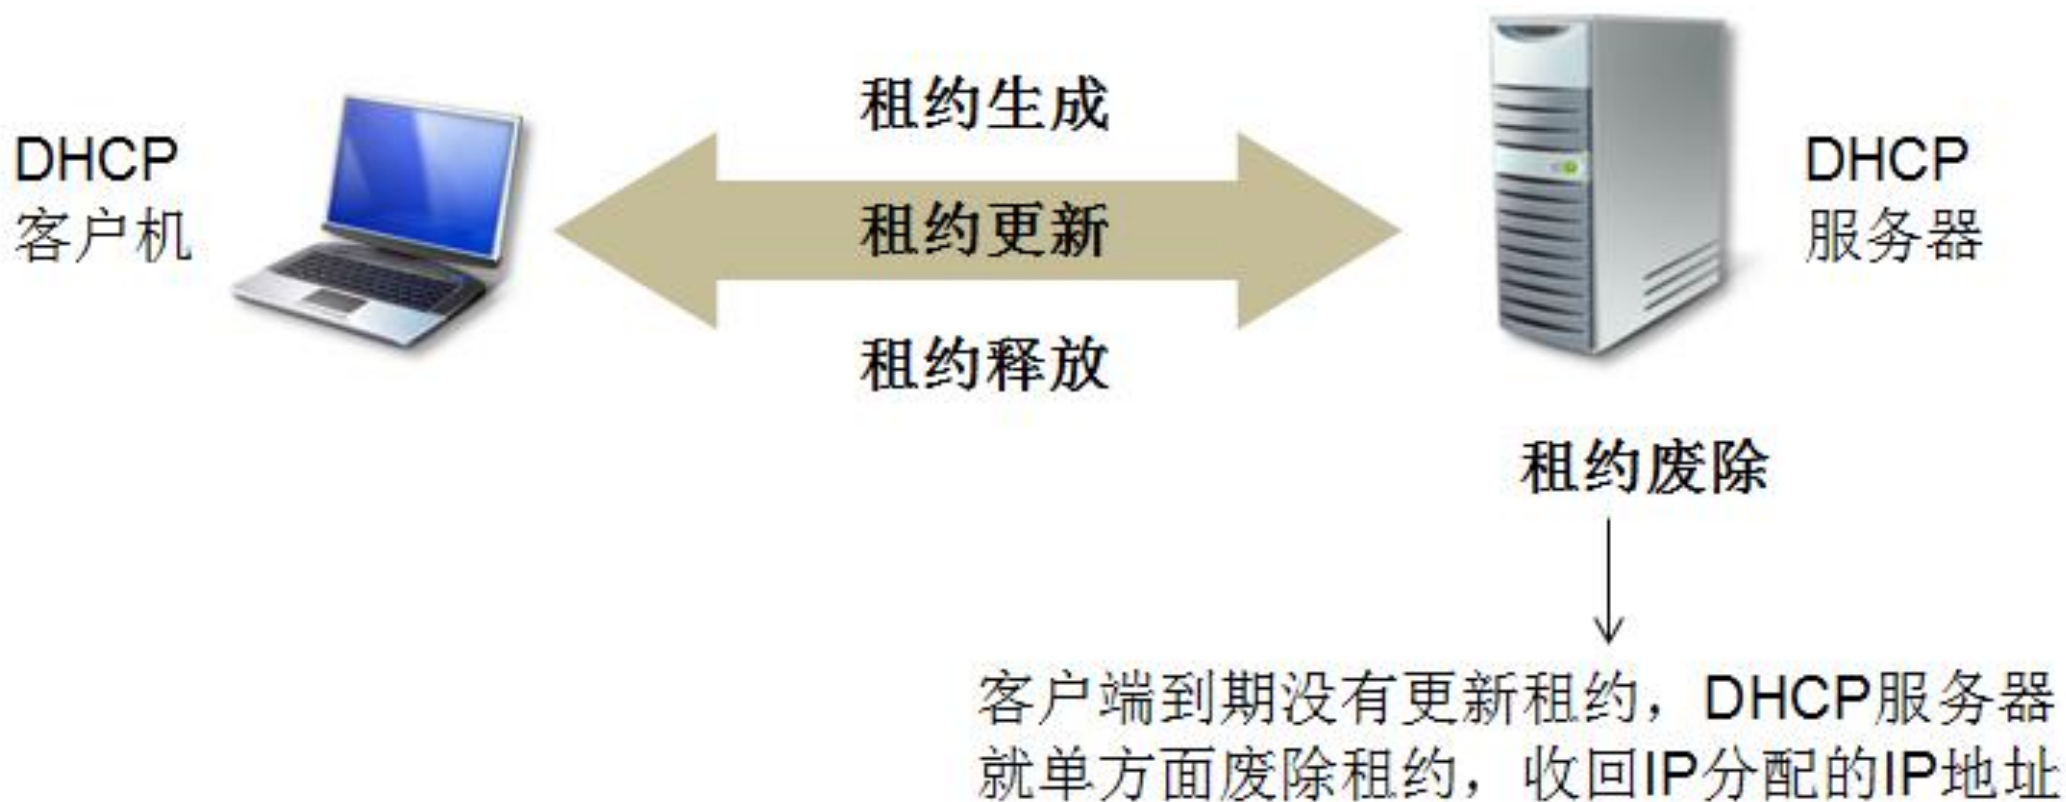 DHCP
客户机
租约生成
租约更新
租约释放
DHCP
服务器
租约废除
客户端到期没有更新租约，DHCP服务器
就单方面废除租约，收回IP分配的IP地址